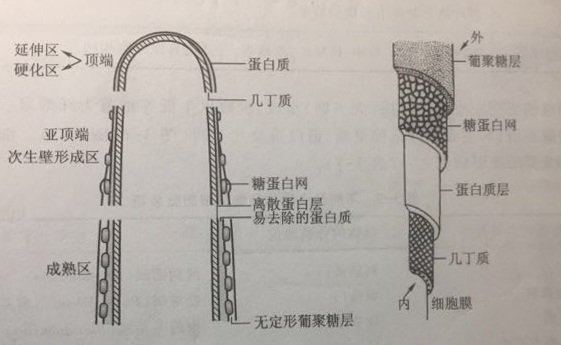 延伸区
硬化区
顶端
蛋白质
几丁质
亚顶端
次生壁形成区
糖蛋白网
离散蛋白层
易去除的蛋白质
成熟区
无定形葡聚糖层
外
葡聚糖层
糖蛋白网
蛋白质层
几丁质
内
细胞膜